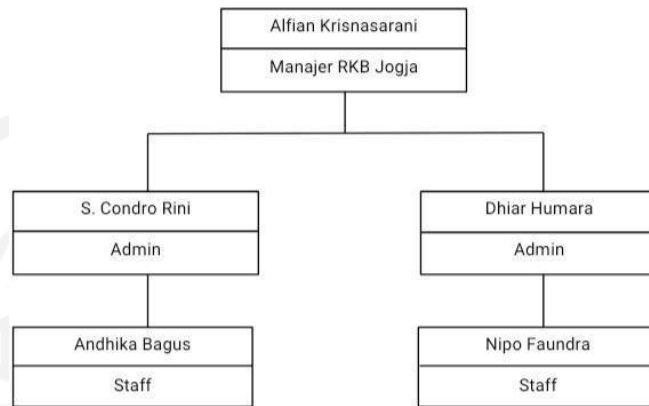 Alfian Krisnasarani
Manajer RKB Jogja
S. Condro Rini
Admin
Dhiar Humara
Admin
Andhika Bagus
Staff
Nipo Faundra
Staff